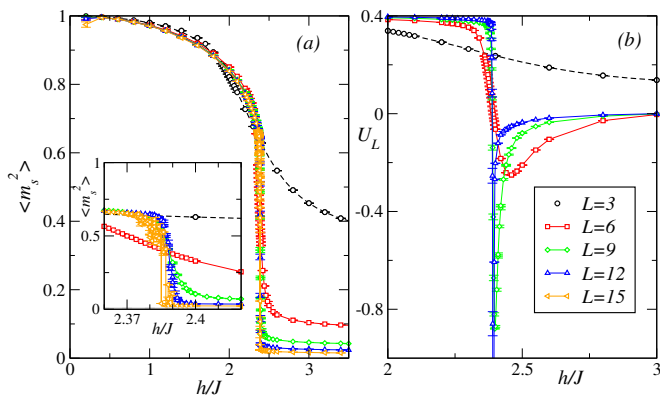 (a)
<m_s^2>
1
0.8
0.6
0.4
0.2
0
0 1 2 3
h/J
<m_s^2>
1
0.5
0
2.37 2.4
h/J
(b)
U_L
0.4
0
-0.4
-0.8
2 2.5 3
h/J
L=3
L=6
L=9
L=12
L=15